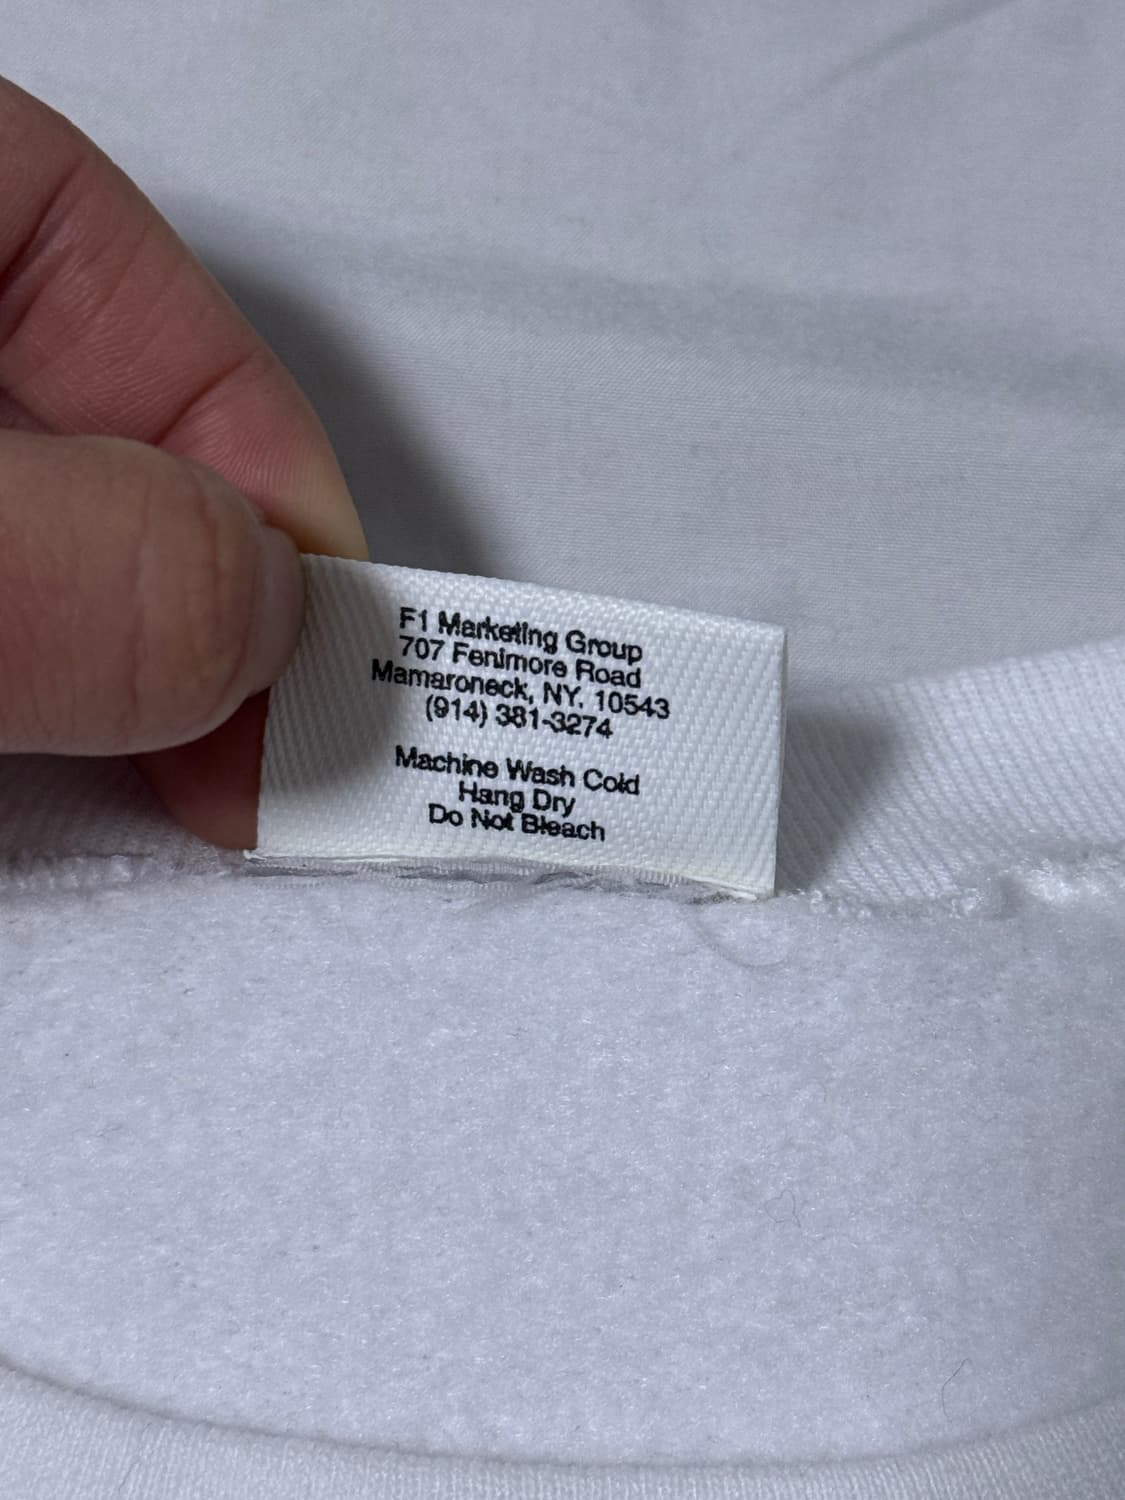 F1 Marketing Group
707 Fenimore Road
Mamaroneck, NY. 10543
(914) 381-3274
Machine Wash Cold
Hang Dry
Do Not Bleach